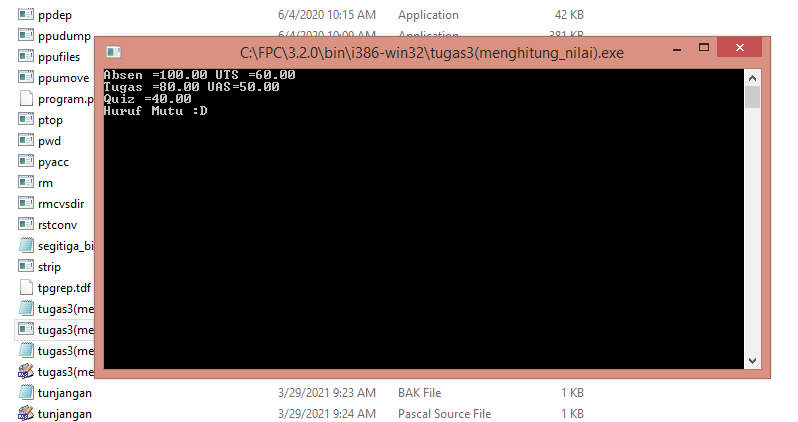 ppdep 6/4/2020 10:15 AM Application 42 KB
ppudump 6/4/2020 10:09 AM Application 381 KB
C:\FPC\3.2.0\bin\i386-win32\tugas3(menghitung_nilai).exe
ppufiles
Absen =100.00 UTS =60.00
ppumove
Tugas =80.00 UAS=50.00
program.p
Quiz =40.00
Huruf Mutu :D
ptop
pwd
pyacc
rm
rmcvsdir
rstconv
segitiga_bi
strip
tpgrep.tdf
tugas3(me
tugas3(me
tugas3(me
tugas3(me
tunjangan 3/29/2021 9:23 AM BAK File 1 KB
tunjangan 3/29/2021 9:24 AM Pascal Source File 1 KB